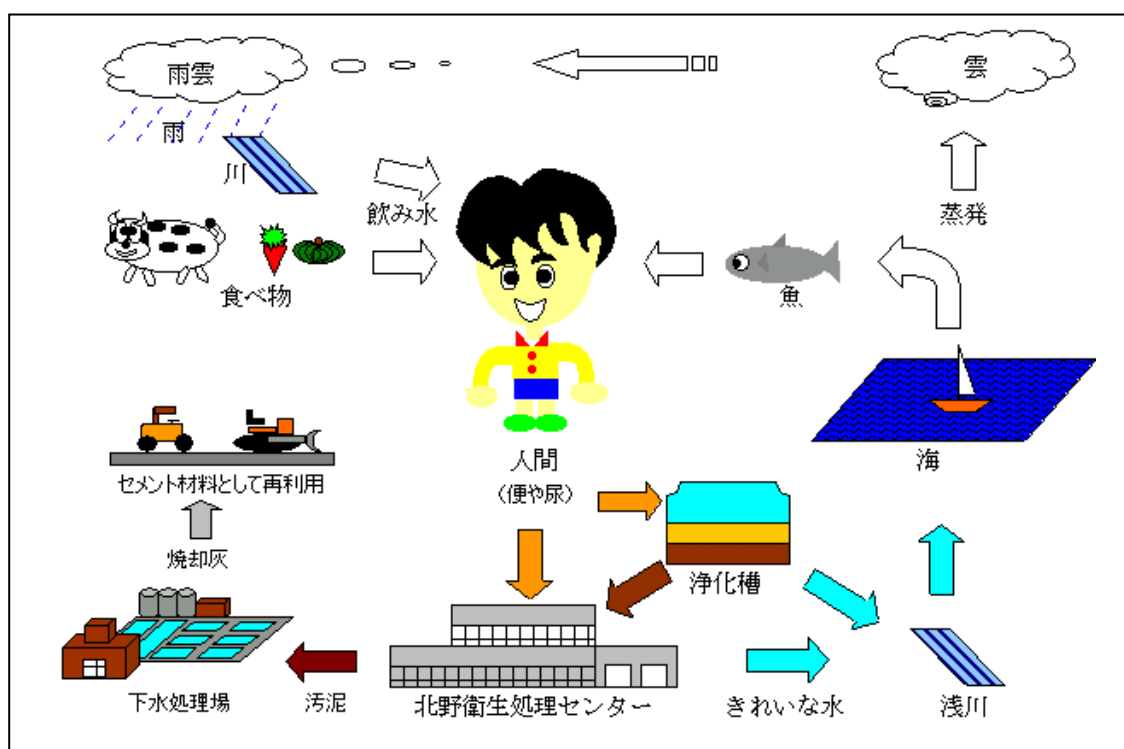 雨雲
雲
雨
川
飲み水
蒸発
食べ物
魚
人間
(便や尿)
海
セメント材料として再利用
焼却灰
浄化槽
下水処理場
汚泥
北野衛生処理センター
きれいな水
浅川